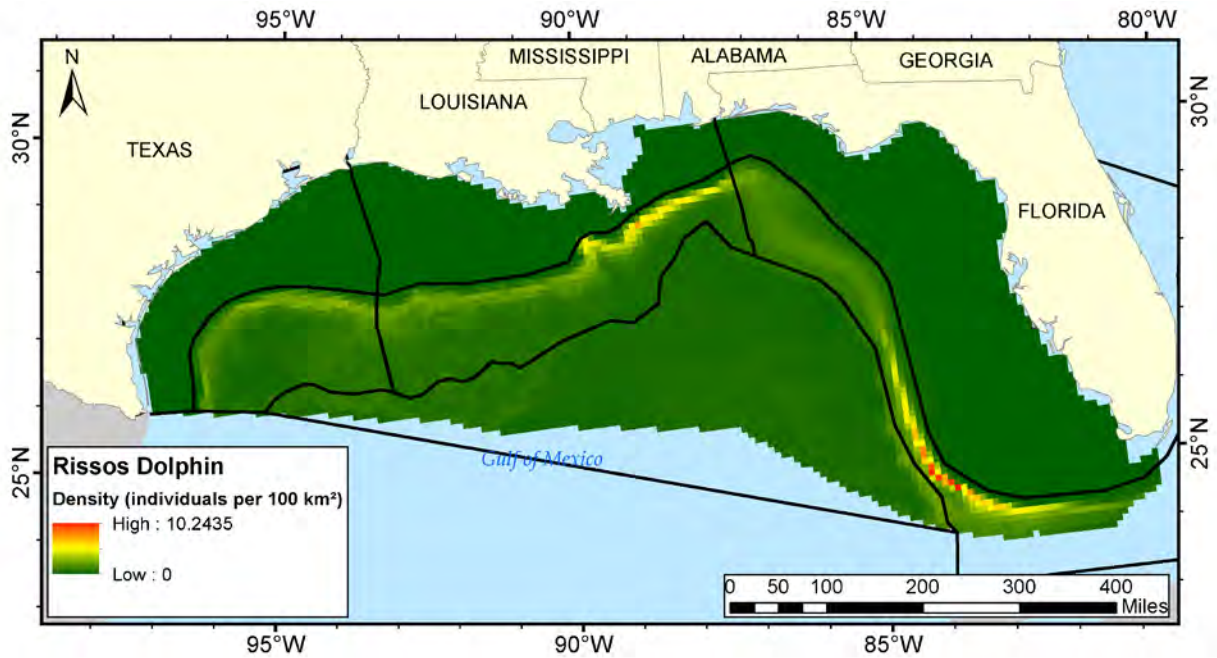 95°W 90°W 85°W 80°W
N
MISSISSIPPI ALABAMA GEORGIA
LOUISIANA
TEXAS
FLORIDA
30°N 30°N
25°N 25°N
Gulf of Mexico
Rissos Dolphin
Density (individuals per 100 km²)
High : 10.2435
Low : 0
0 50 100 200 300 400
Miles
95°W 90°W 85°W